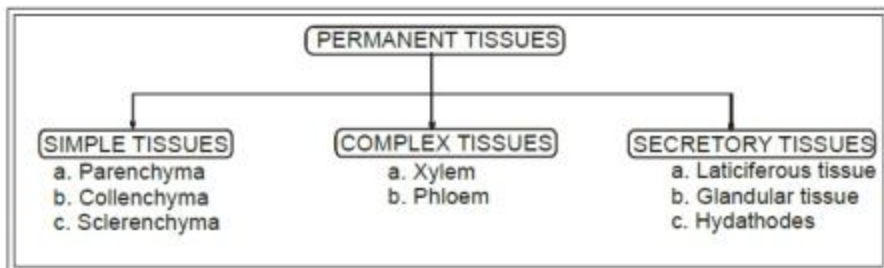 PERMANENT TISSUES
SIMPLE TISSUES
a. Parenchyma
b. Collenchyma
c. Sclerenchyma
COMPLEX TISSUES
a. Xylem
b. Phloem
SECRETORY TISSUES
a. Laticiferous tissue
b. Glandular tissue
c. Hydathodes